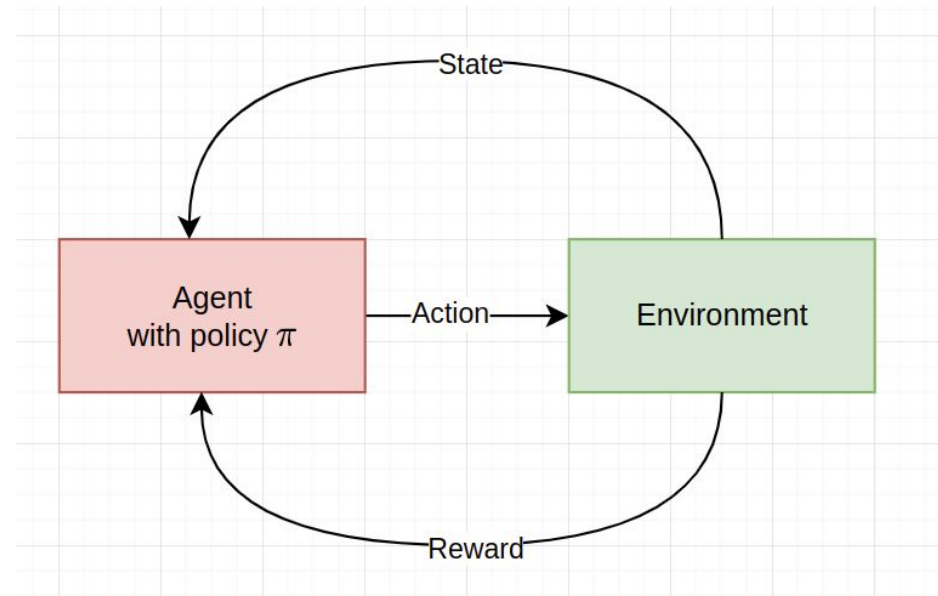 State
Agent
with policy π
Action
Environment
Reward